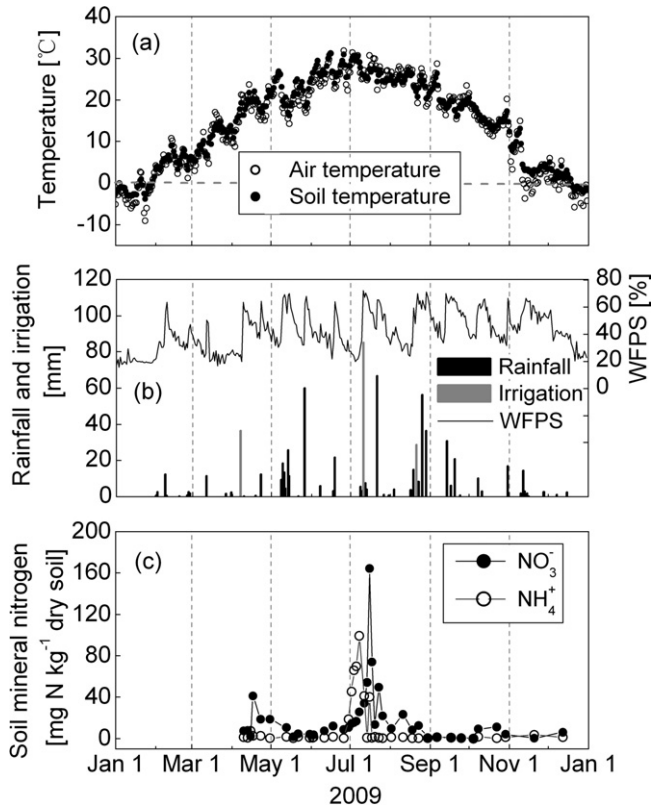 (a)
Temperature [℃]
40
30
20
10
0
-10
Air temperature
Soil temperature
(b)
Rainfall and irrigation
[mm]
120
100
80
60
40
20
0
80
60
40
20
0
WFPS [%]
Rainfall
Irrigation
WFPS
(c)
Soil mineral nitrogen
[mg N kg⁻¹ dry soil]
200
160
120
80
40
0
NO₃⁻
NH₄⁺
Jan 1 Mar 1 May 1 Jul 1 Sep 1 Nov 1 Jan 1
2009